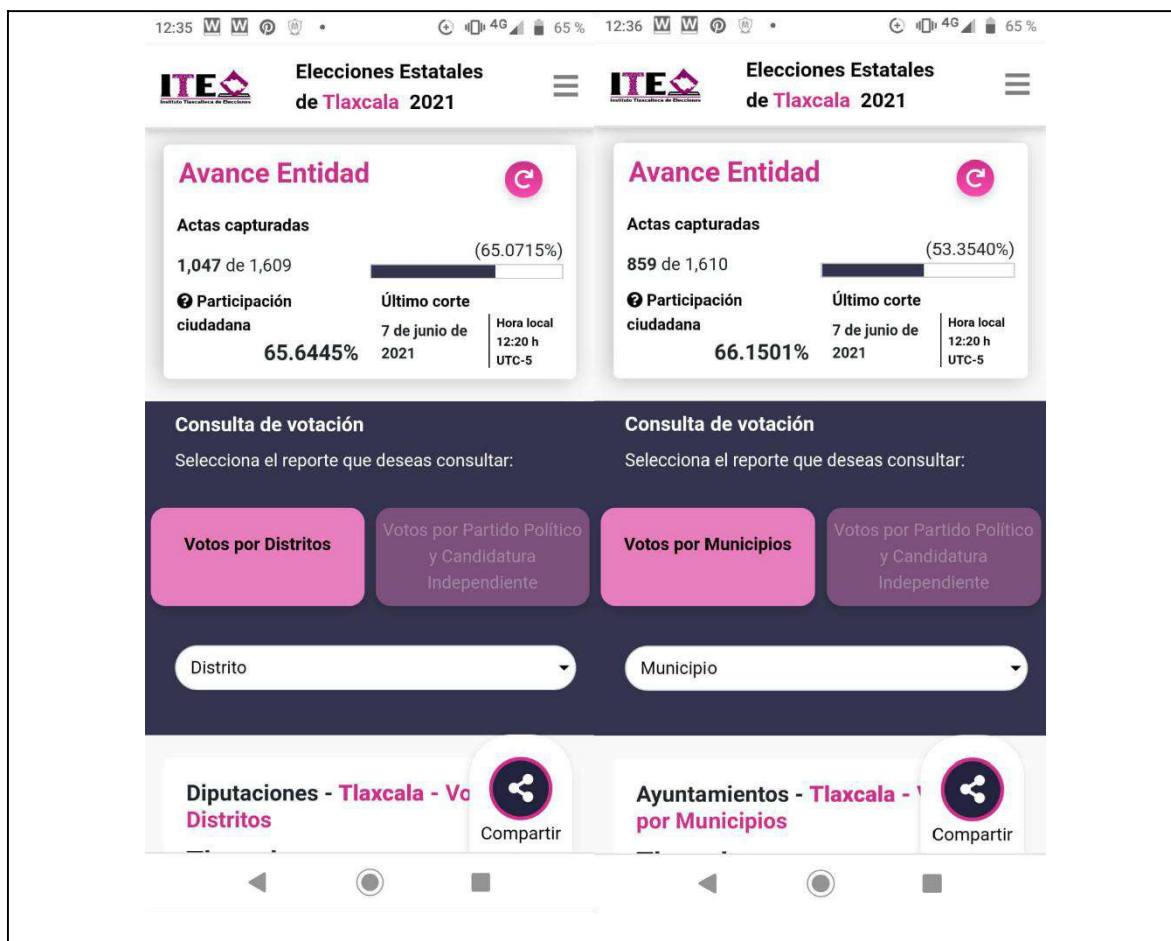 12:35 W W 4G 65 %
ITE
Instituto Tlaxcalteca de Elecciones
Elecciones Estatales
de Tlaxcala 2021
Avance Entidad
Actas capturadas
(65.0715%)
1,047 de 1,609
? Participación
ciudadana
65.6445%
Último corte
7 de junio de
2021
Hora local
12:20 h
UTC-5
Consulta de votación
Selecciona el reporte que deseas consultar:
Votos por Distritos
Votos por Partido Político
y Candidatura
Independiente
Distrito
Diputaciones - Tlaxcala - Vo
Distritos
Compartir
12:36 W W 4G 65 %
ITE
Instituto Tlaxcalteca de Elecciones
Elecciones Estatales
de Tlaxcala 2021
Avance Entidad
Actas capturadas
(53.3540%)
859 de 1,610
? Participación
ciudadana
66.1501%
Último corte
7 de junio de
2021
Hora local
12:20 h
UTC-5
Consulta de votación
Selecciona el reporte que deseas consultar:
Votos por Municipios
Votos por Partido Político
y Candidatura
Independiente
Municipio
Ayuntamientos - Tlaxcala -
por Municipios
Compartir